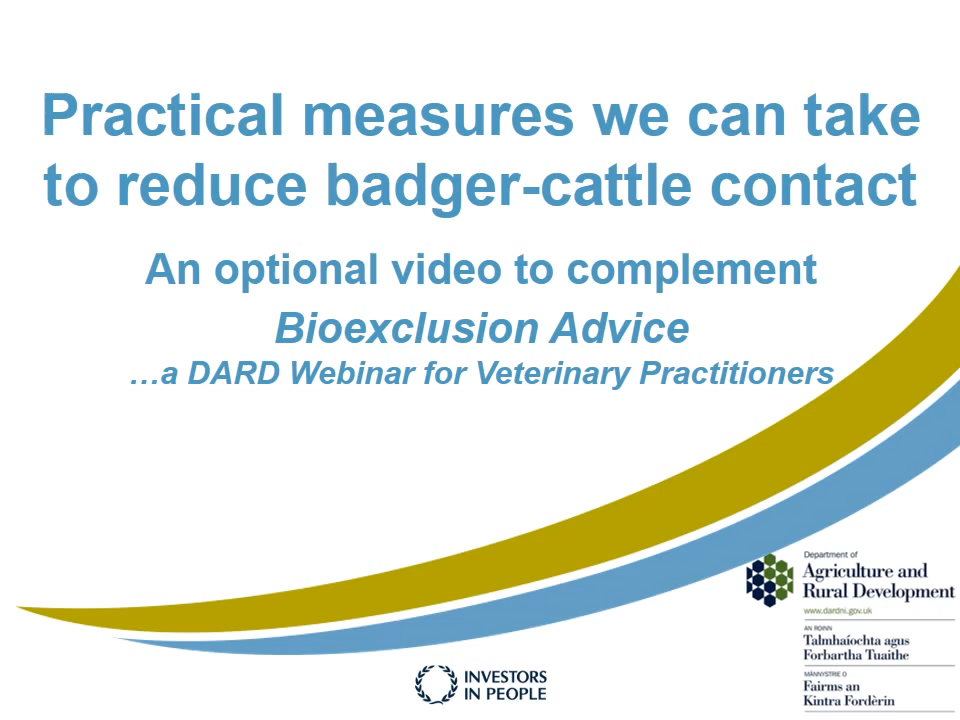 Practical measures we can take
to reduce badger-cattle contact
An optional video to complement
Bioexclusion Advice
…a DARD Webinar for Veterinary Practitioners
Department of
Agriculture and
Rural Development
www.dardni.gov.uk
AN ROINN
Talmhaíochta agus
Forbartha Tuaithe
MÄNNYSTRIE O
Fairms an
Kintra Fordèrin
INVESTORS
IN PEOPLE